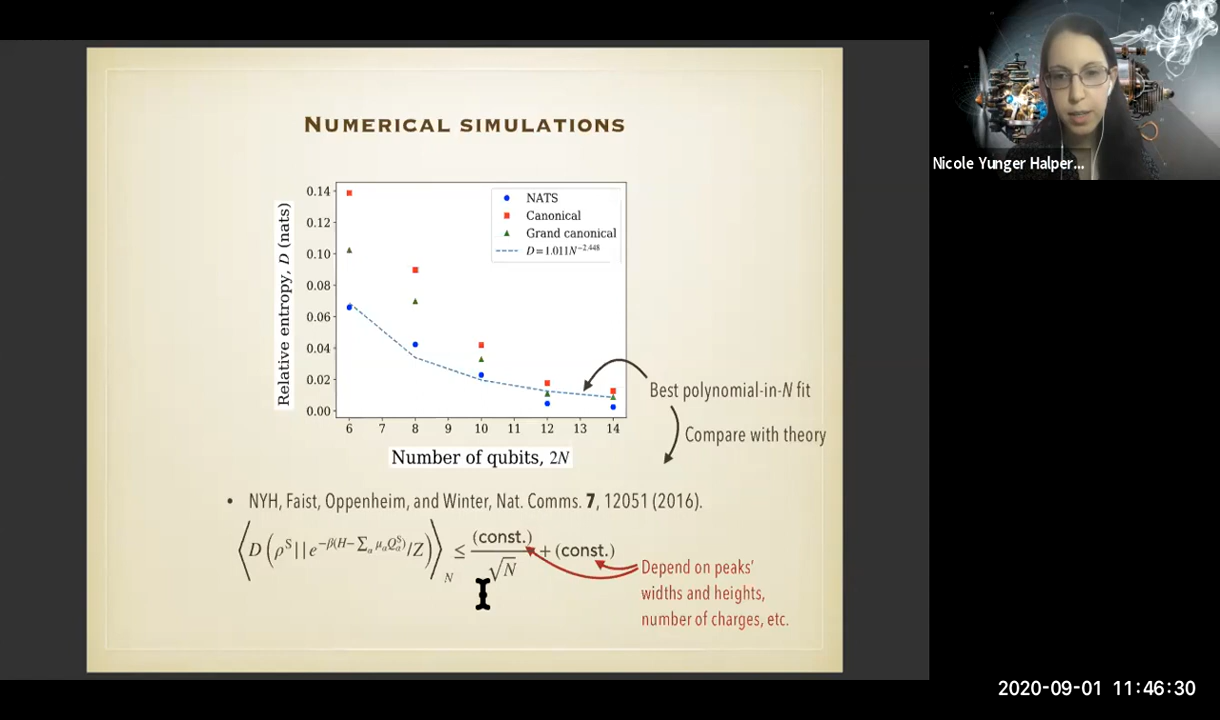 NUMERICAL SIMULATIONS
Nicole Yunger Halper...
0.14
0.12
0.10
0.08
0.06
0.04
0.02
0.00
Relative entropy, D (nats)
NATS
Canonical
Grand canonical
D = 1.011N^{-2.448}
6 7 8 9 10 11 12 13 14
Number of qubits, 2N
Best polynomial-in-N fit
Compare with theory
• NYH, Faist, Oppenheim, and Winter, Nat. Comms. 7, 12051 (2016).
⟨D(ρ^S||e^{-β(H-∑_α μ_α Q_α^S)}/Z)⟩_N ≤ (const.)/√N + (const.)
Depend on peaks'
widths and heights,
number of charges, etc.
2020-09-01 11:46:30